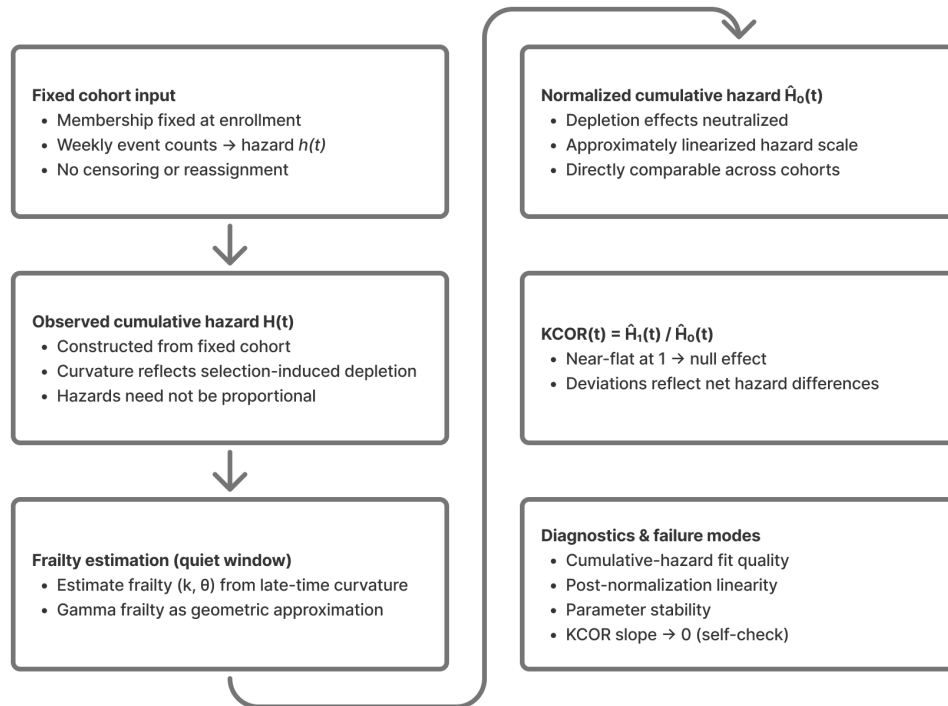 Fixed cohort input
• Membership fixed at enrollment
• Weekly event counts → hazard h(t)
• No censoring or reassignment
Observed cumulative hazard H(t)
• Constructed from fixed cohort
• Curvature reflects selection-induced depletion
• Hazards need not be proportional
Frailty estimation (quiet window)
• Estimate frailty (k, θ) from late-time curvature
• Gamma frailty as geometric approximation
Normalized cumulative hazard Ĥ₀(t)
• Depletion effects neutralized
• Approximately linearized hazard scale
• Directly comparable across cohorts
KCOR(t) = Ĥ₁(t) / Ĥ₀(t)
• Near-flat at 1 → null effect
• Deviations reflect net hazard differences
Diagnostics & failure modes
• Cumulative-hazard fit quality
• Post-normalization linearity
• Parameter stability
• KCOR slope → 0 (self-check)